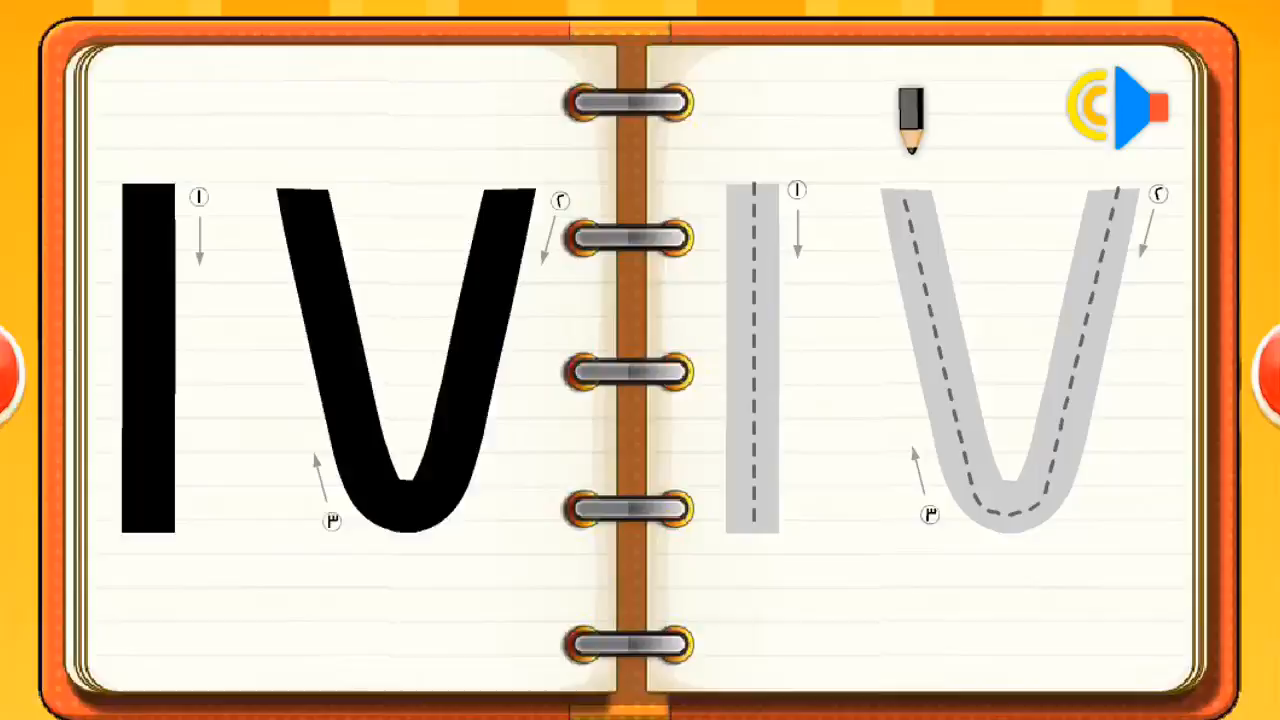 ١٧ ١٧
١ ٢ ١ ٢
٣ ٣